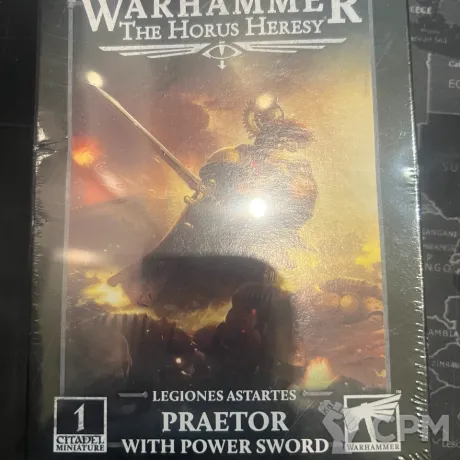 WARHAMMER
THE HORUS HERESY
LEGIONES ASTARTES
PRAETOR
WITH POWER SWORD
1
CITADEL
MINIATURE
WARHAMMER
CPM